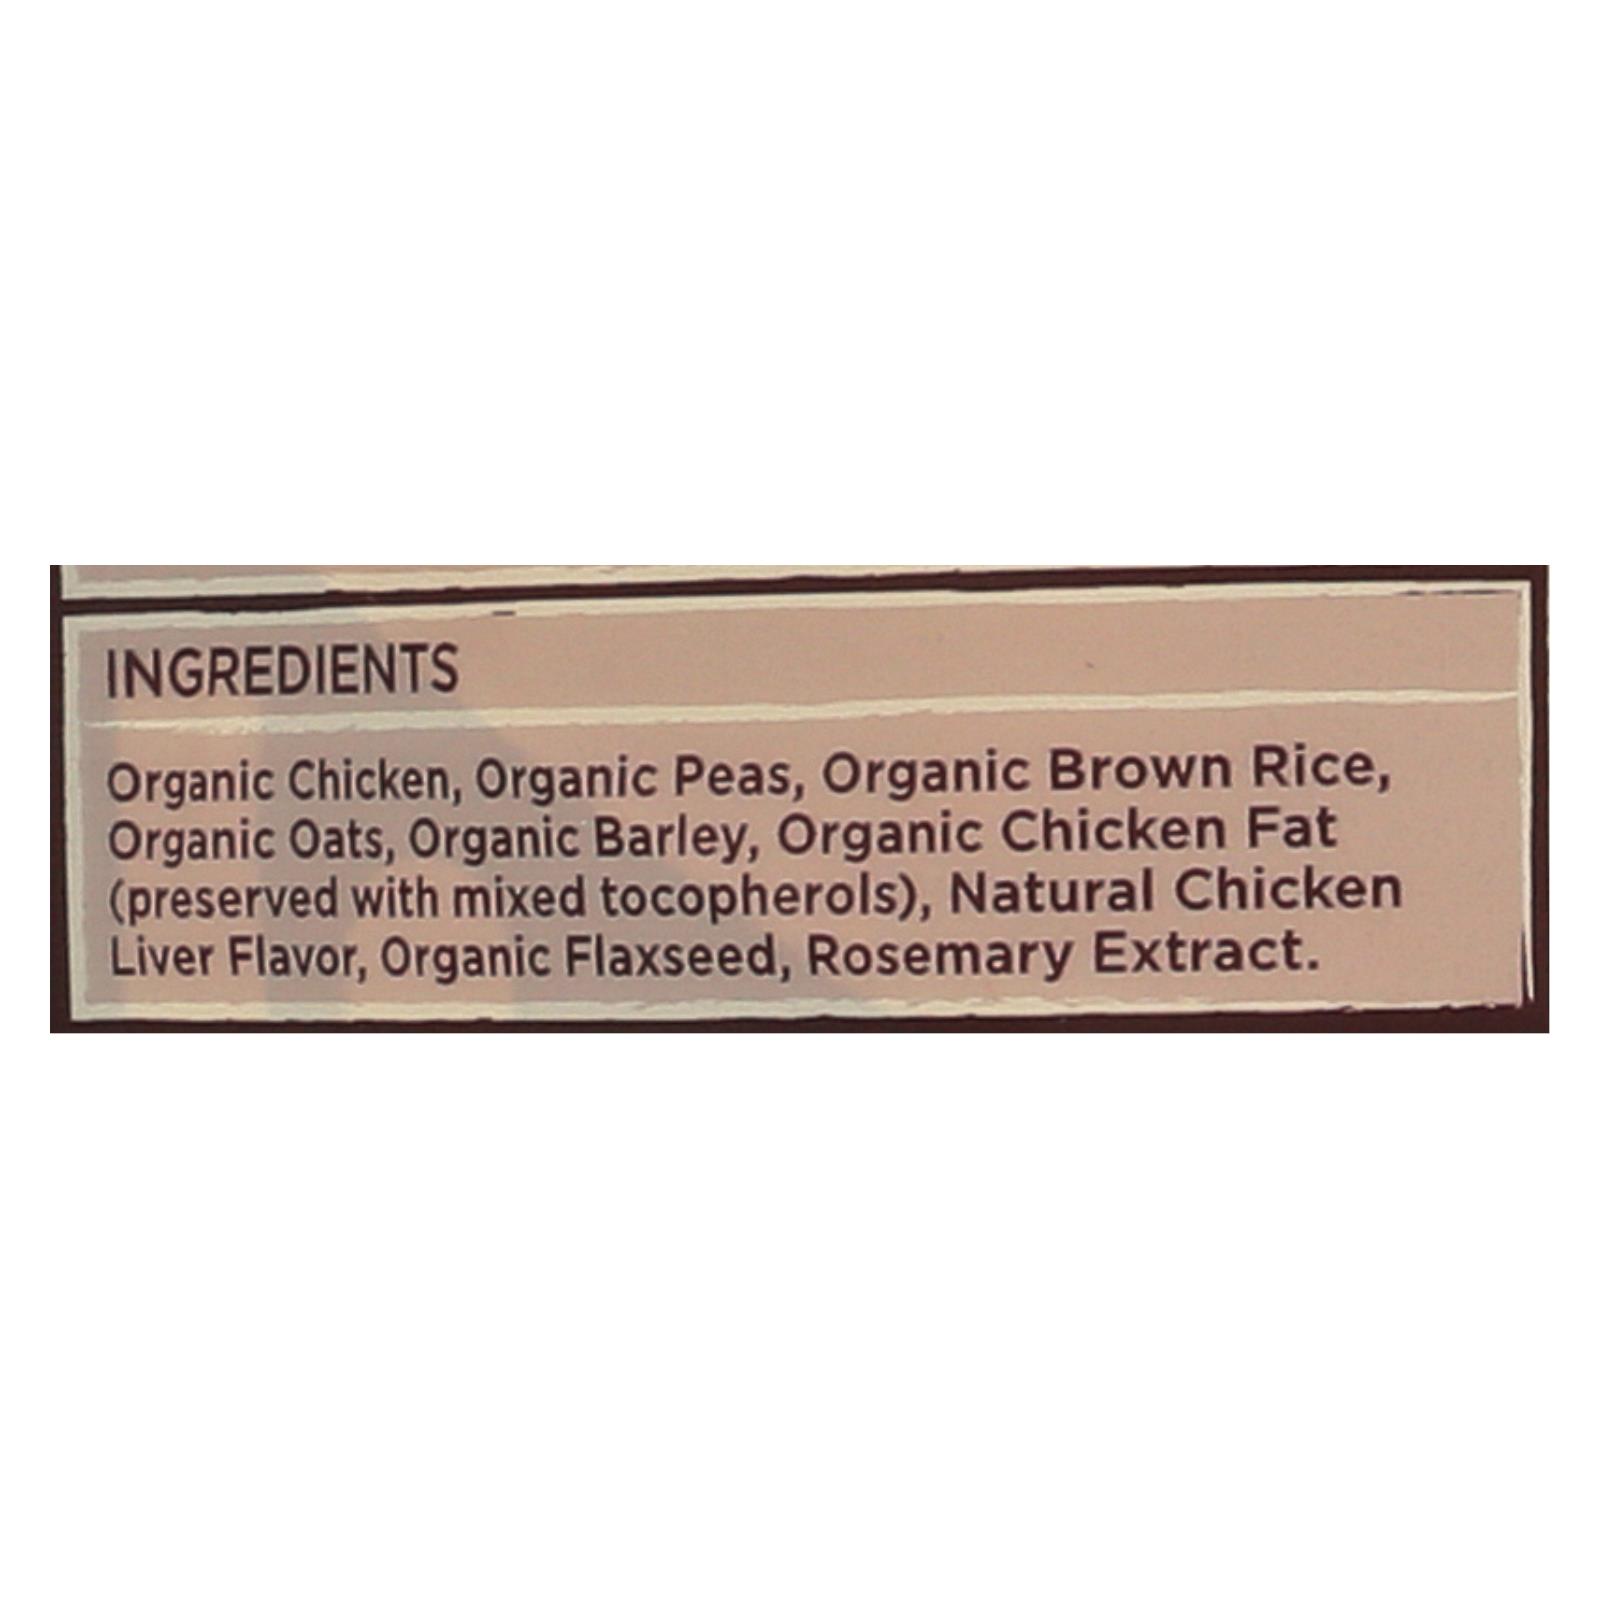 INGREDIENTS
Organic Chicken, Organic Peas, Organic Brown Rice,
Organic Oats, Organic Barley, Organic Chicken Fat
(preserved with mixed tocopherols), Natural Chicken
Liver Flavor, Organic Flaxseed, Rosemary Extract.